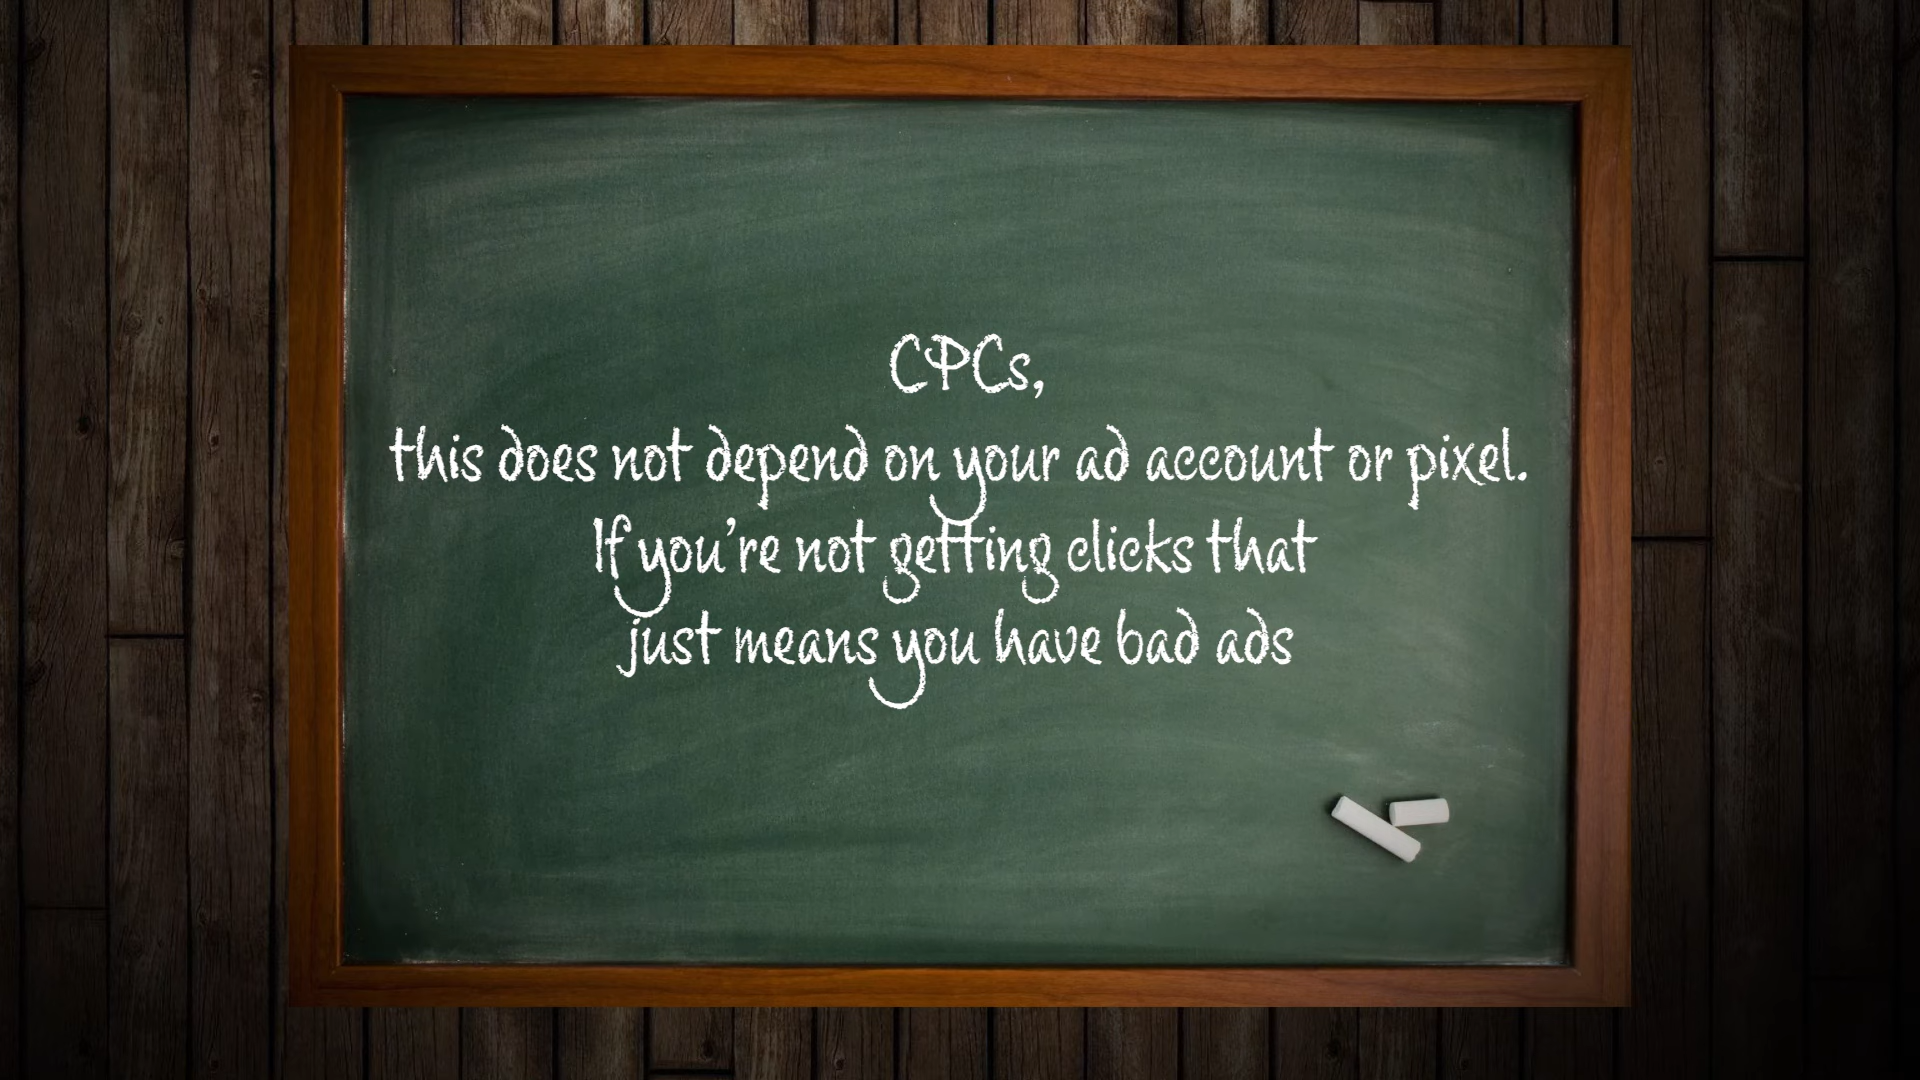 CPCs,
this does not depend on your ad account or pixel.
If you're not getting clicks that
just means you have bad ads